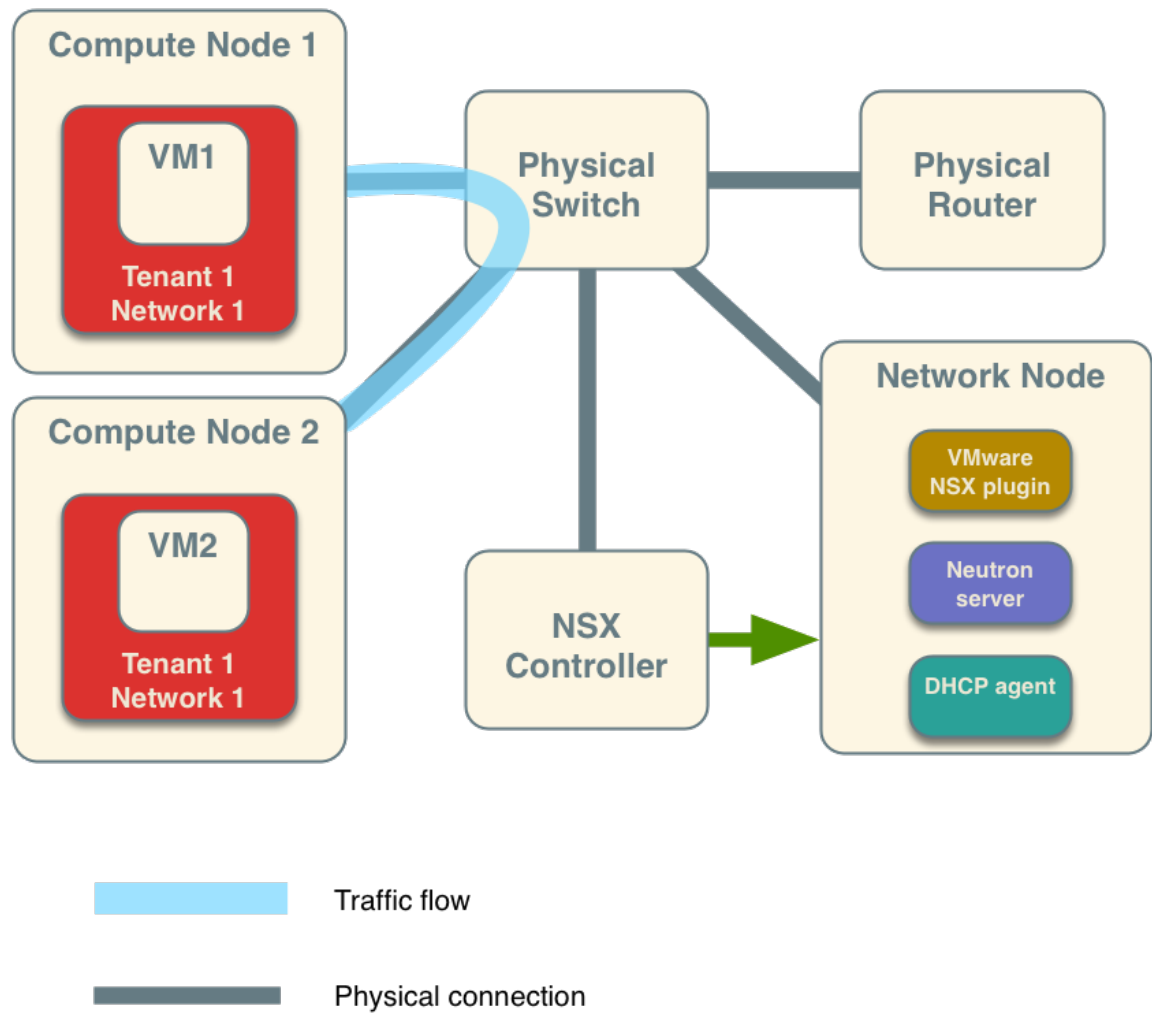 Compute Node 1
VM1
Tenant 1
Network 1
Physical
Switch
Physical
Router
Compute Node 2
VM2
Tenant 1
Network 1
NSX
Controller
Network Node
VMware
NSX plugin
Neutron
server
DHCP agent
Traffic flow
Physical connection